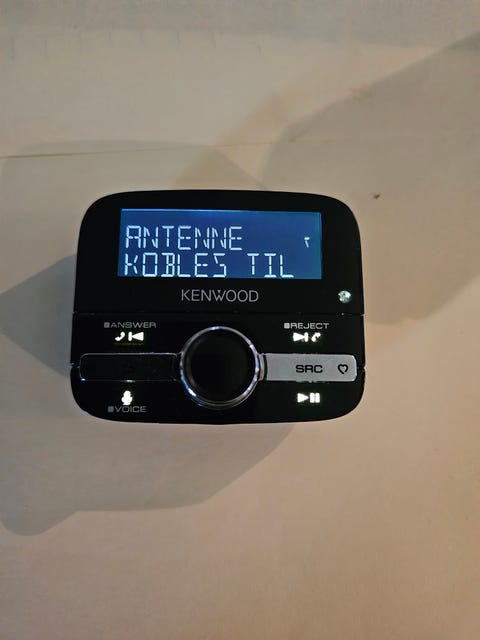 ANTENNE
KOBLES TIL
KENWOOD
ANSWER
REJECT
SRC
VOICE